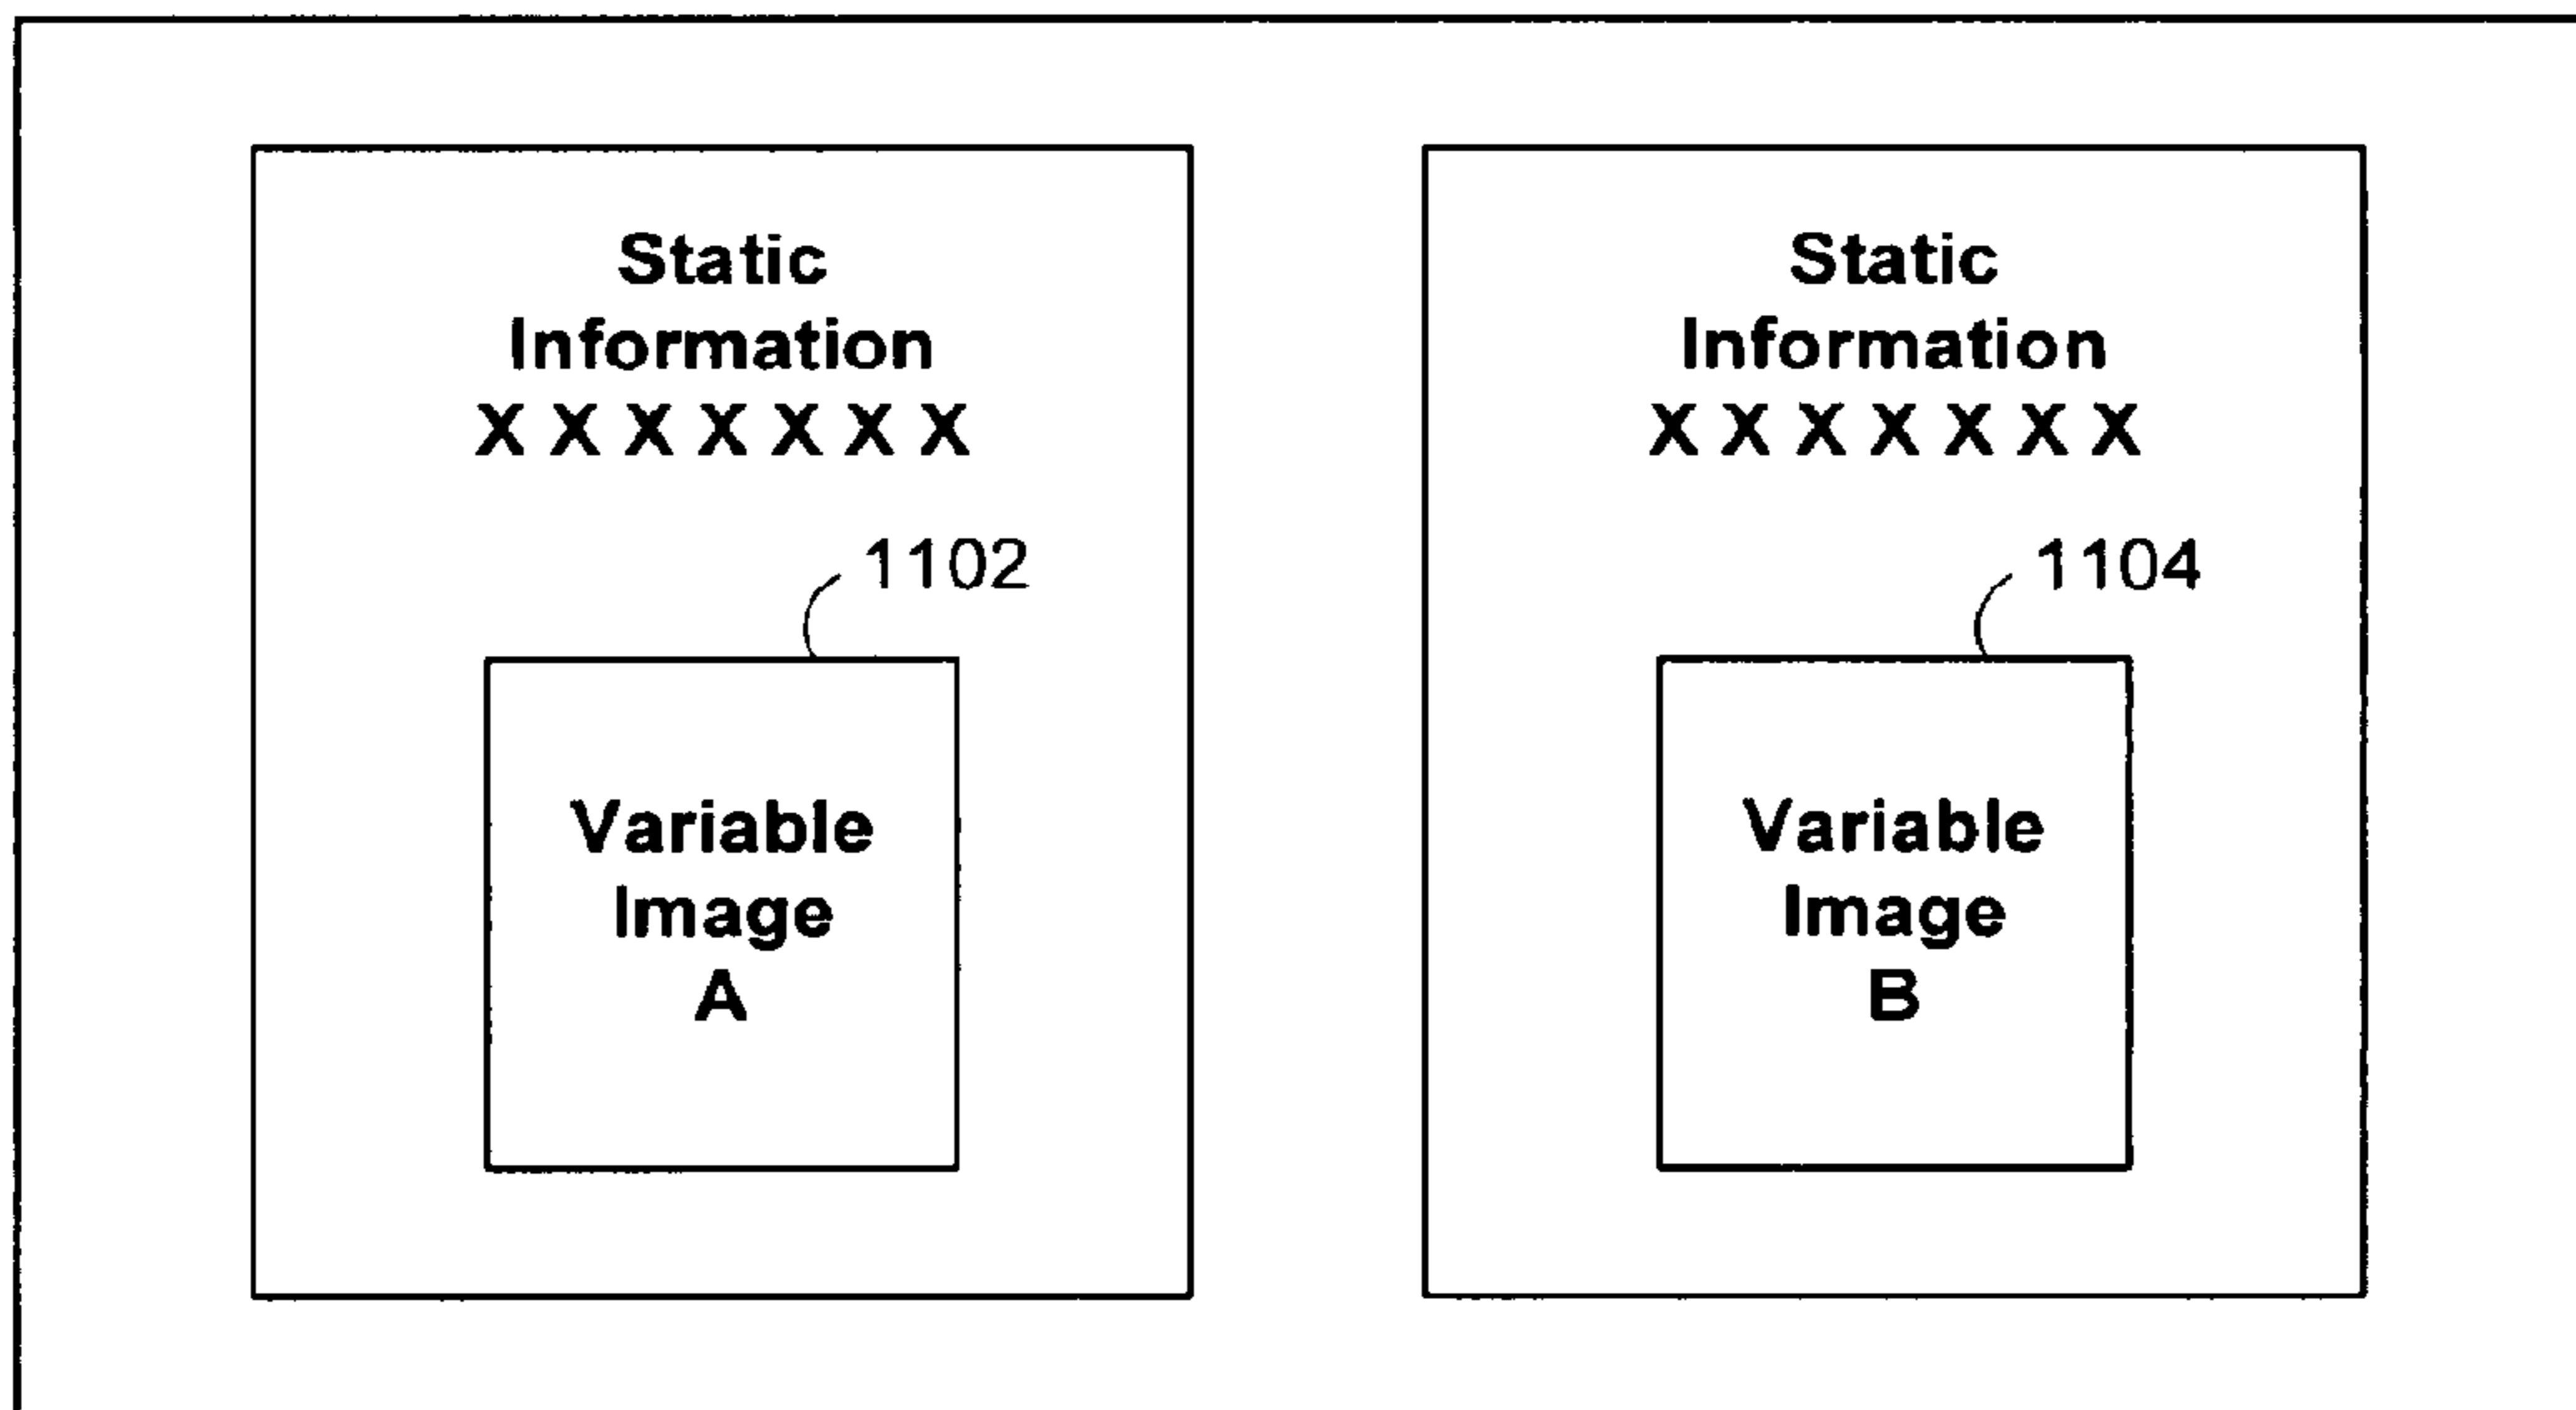 Static
Information
X X X X X X X
1102
Variable
Image
A
Static
Information
X X X X X X X
1104
Variable
Image
B